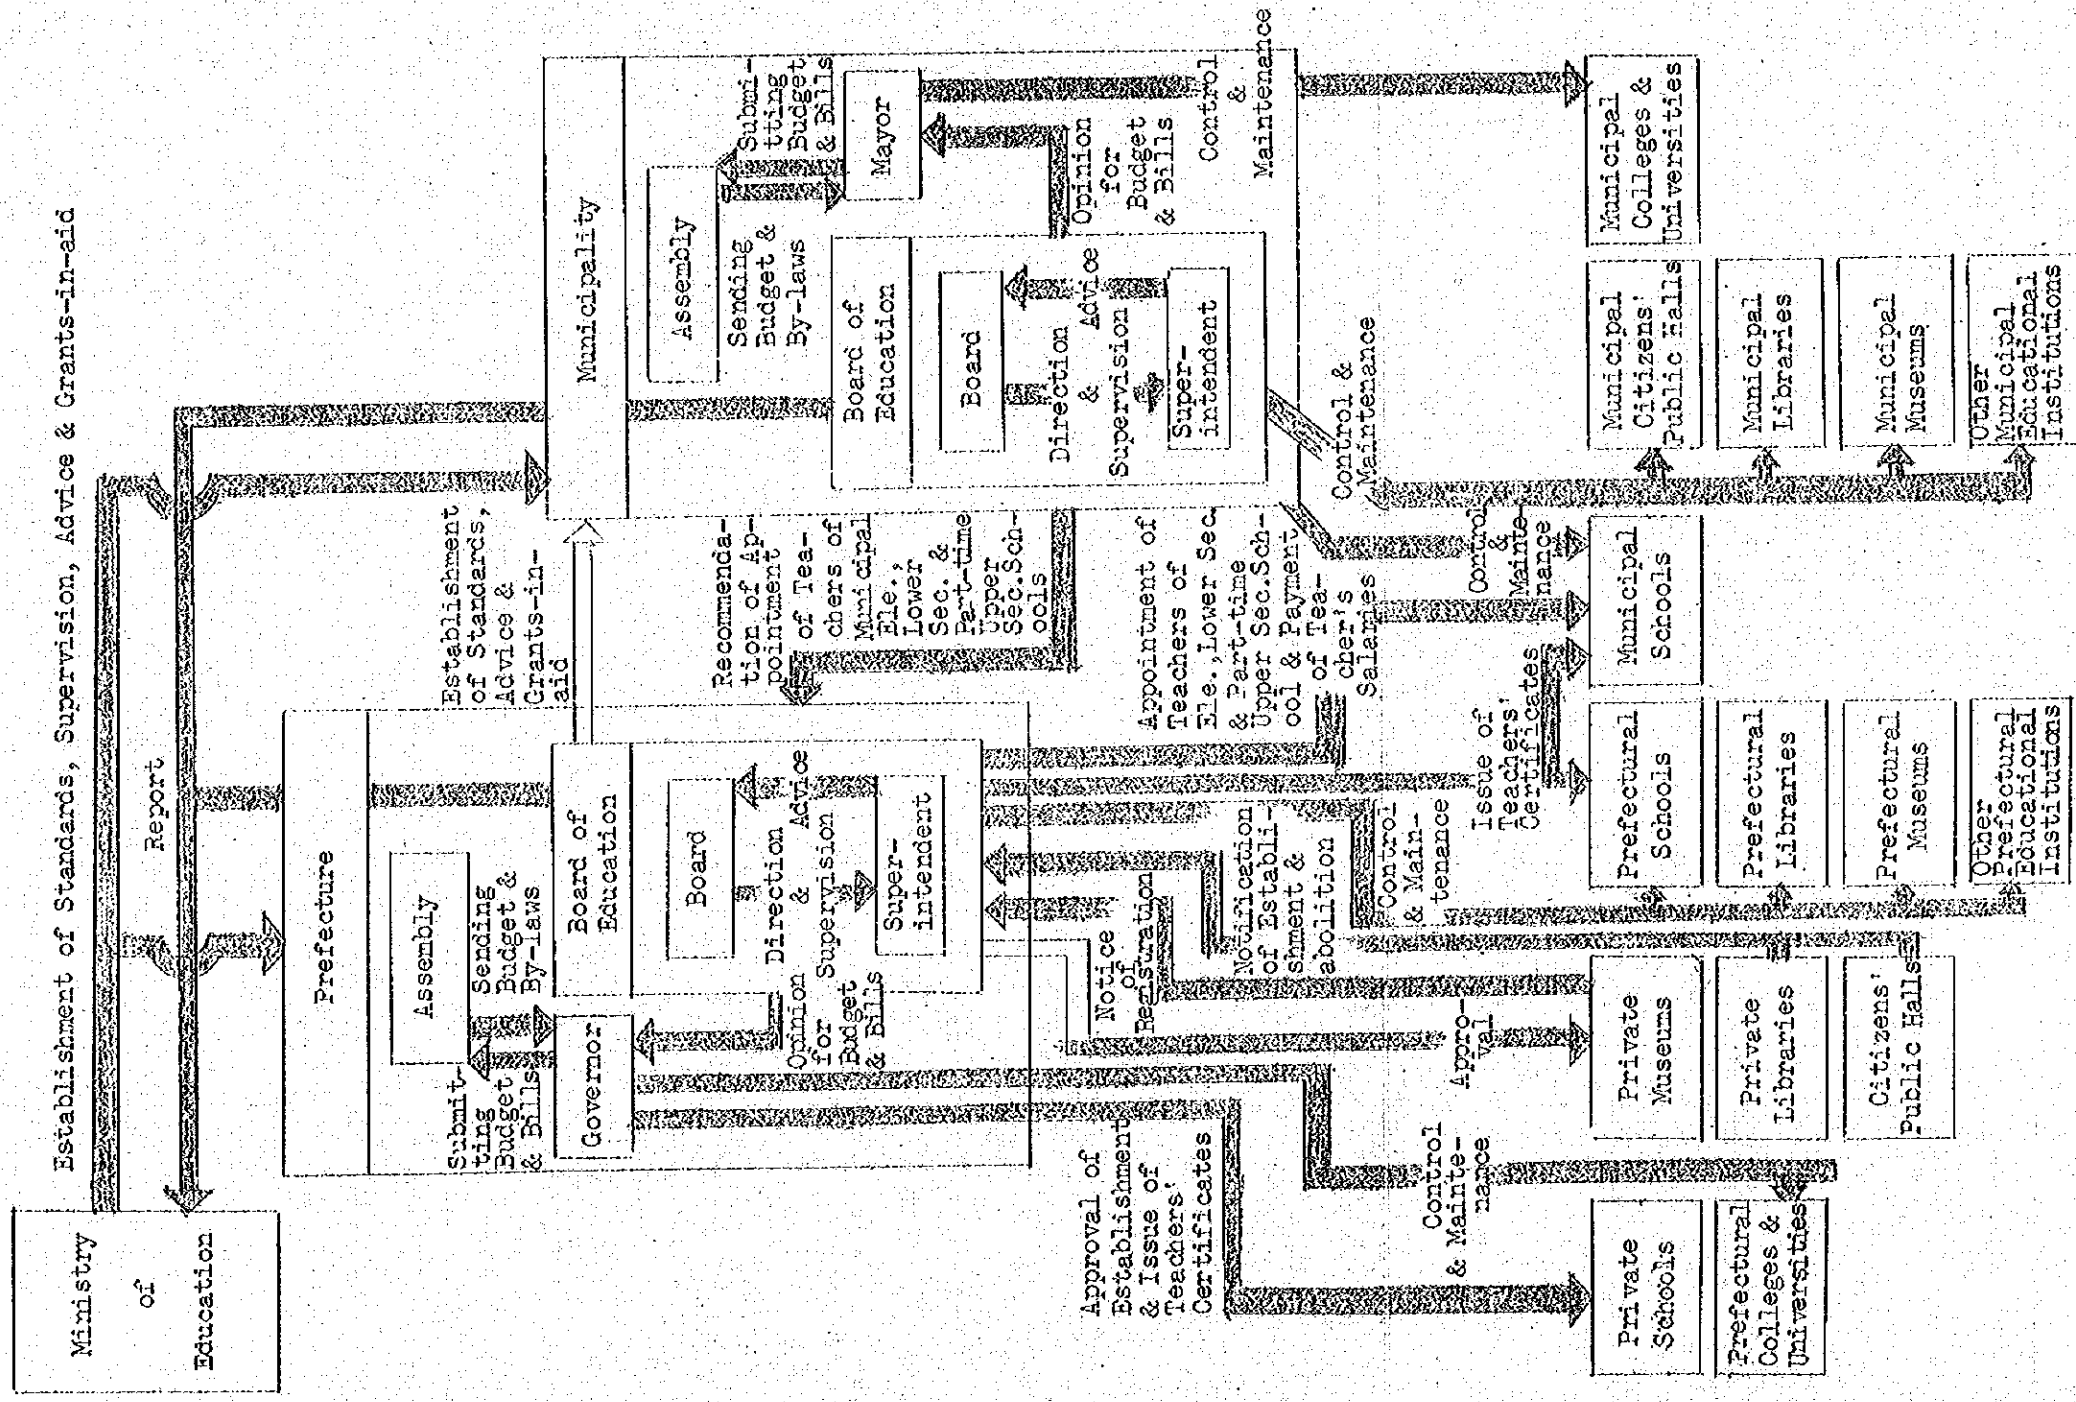 Establishment of Standards, Supervision, Advice & Grants-in-aid
Ministry
of
Education
Report
Prefecture
Assembly
Submit-
ting
Budget
& Bills
Sending
Budget &
By-laws
Governor
Board of
Education
Board
Direction
&
Supervision
Advice
Super-
intendent
Opinion
for
Budget
& Bills
Establishment
of Standards,
Advice &
Grants-in-
aid
Municipality
Assembly
Sending
Budget &
By-laws
Submi-
tting
Budget
& Bills
Mayor
Board of
Education
Board
Direction
&
Supervision
Advice
Super-
intendent
Opinion
for
Budget
& Bills
Control
&
Maintenance
Recommenda-
tion of Ap-
pointment
of Tea-
chers of
Municipal
Ele.,
Lower
Sec. &
Part-time
Upper
Sec.Sch-
ools
Appointment of
Teachers of
Ele.,Lower Sec.
& Part-time
Upper Sec.Sch-
ool & Payment
of Tea-
cher's
Salaries
Control &
Maintenance
Control
&
Mainte-
nance
Approval of
Establishment
& Issue of
Teachers'
Certificates
Control
& Mainte-
nance
Appro-
val
Notice
of
Registration
Notification
of Establi-
shment &
abolition
Control
& Main-
tenance
Issue of
Teachers'
Certificates
Private
Schools
Prefectural
Colleges &
Universities
Private
Museums
Private
Libraries
Citizens'
Public Halls
Prefectural
Schools
Prefectural
Libraries
Prefectural
Museums
Other
Prefectural
Educational
Institutions
Municipal
Schools
Municipal
Citizens'
Public Halls
Municipal
Libraries
Municipal
Museums
Other
Municipal
Educational
Institutions
Municipal
Colleges &
Universities